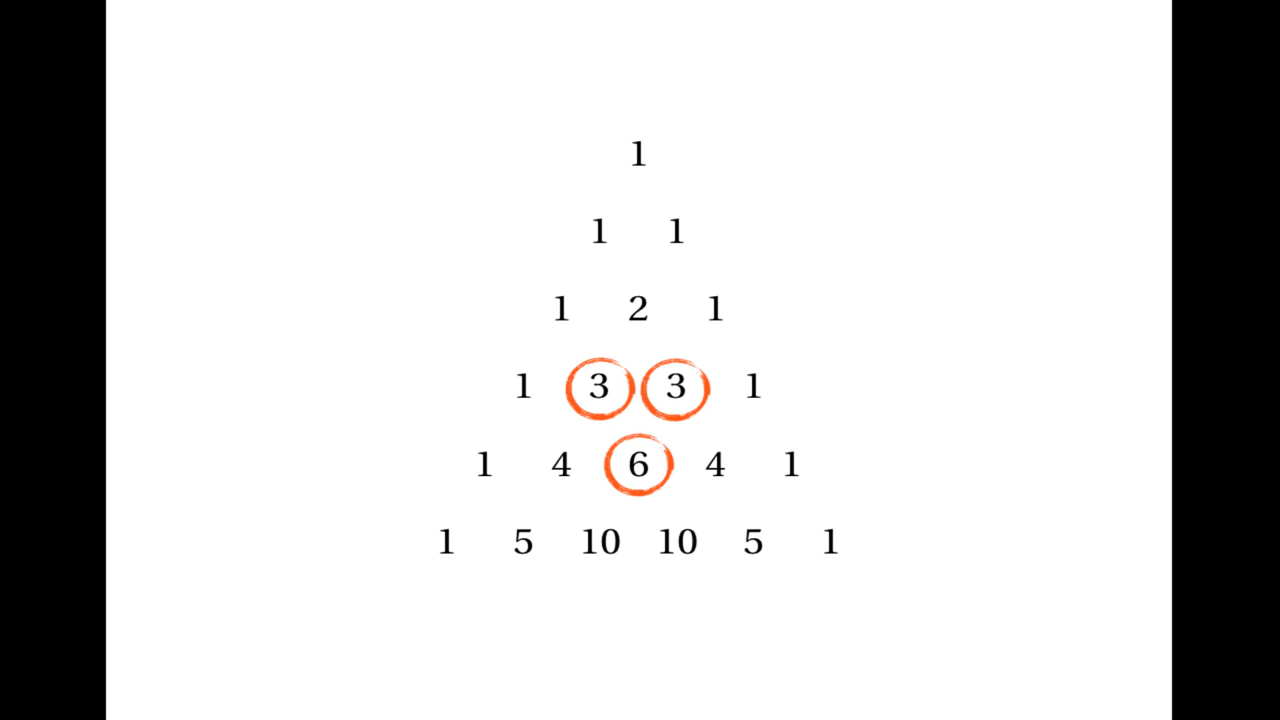 1
1 1
1 2 1
1 3 3 1
1 4 6 4 1
1 5 10 10 5 1